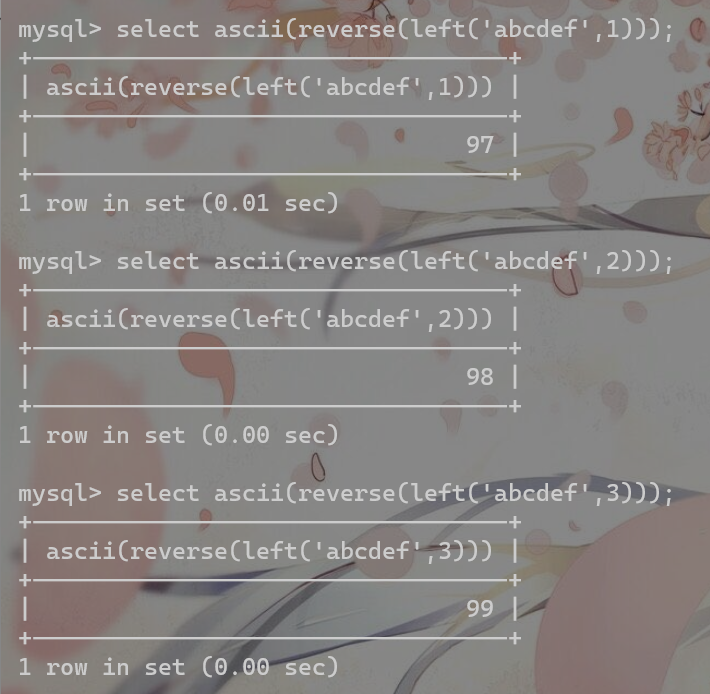 mysql> select ascii(reverse(left('abcdef',1)));
+----------------------------------+
| ascii(reverse(left('abcdef',1))) |
+----------------------------------+
|                               97 |
+----------------------------------+
1 row in set (0.01 sec)
mysql> select ascii(reverse(left('abcdef',2)));
+----------------------------------+
| ascii(reverse(left('abcdef',2))) |
+----------------------------------+
|                               98 |
+----------------------------------+
1 row in set (0.00 sec)
mysql> select ascii(reverse(left('abcdef',3)));
+----------------------------------+
| ascii(reverse(left('abcdef',3))) |
+----------------------------------+
|                               99 |
+----------------------------------+
1 row in set (0.00 sec)